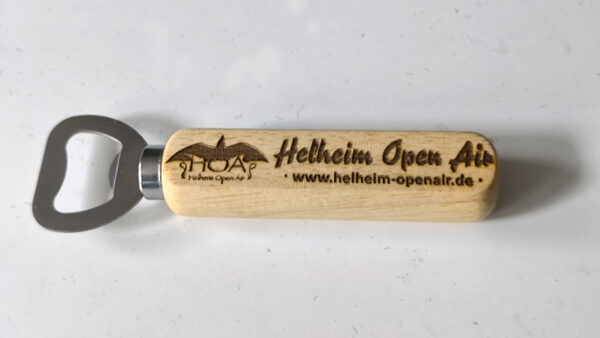 HOA
Helheim Open Air
Helheim Open Air
· www.helheim-openair.de ·